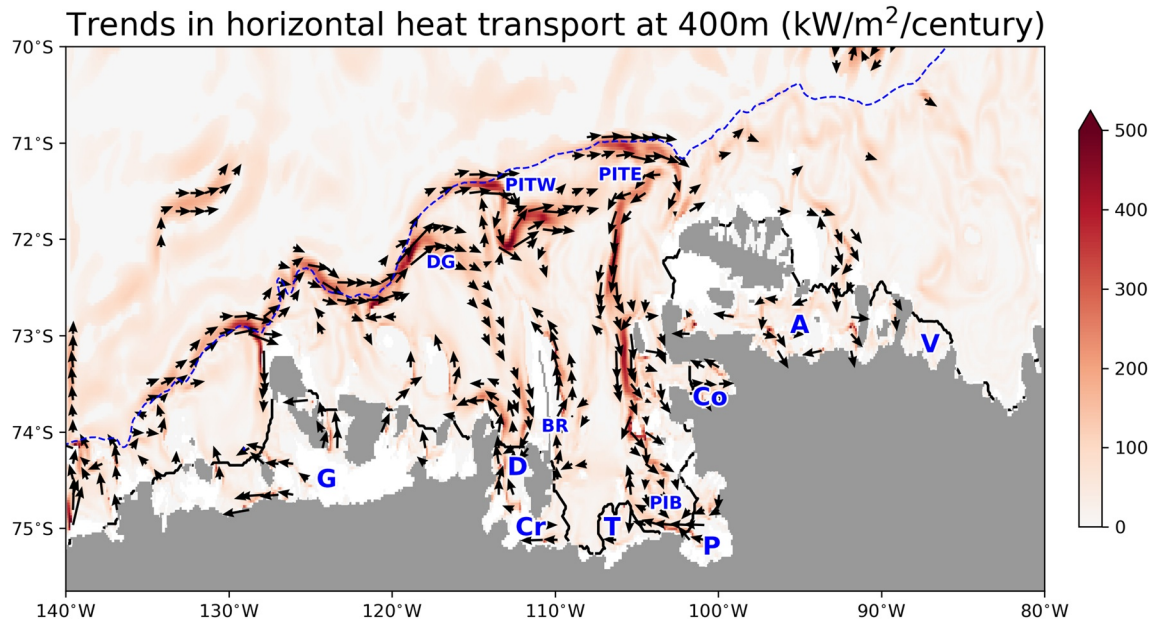 Trends in horizontal heat transport at 400m (kW/m²/century)
70°S
71°S
72°S
73°S
74°S
75°S
140°W
130°W
120°W
110°W
100°W
90°W
80°W
500
400
300
200
100
0
PITW
PITE
DG
A
V
Co
BR
D
G
PIB
Cr
T
P